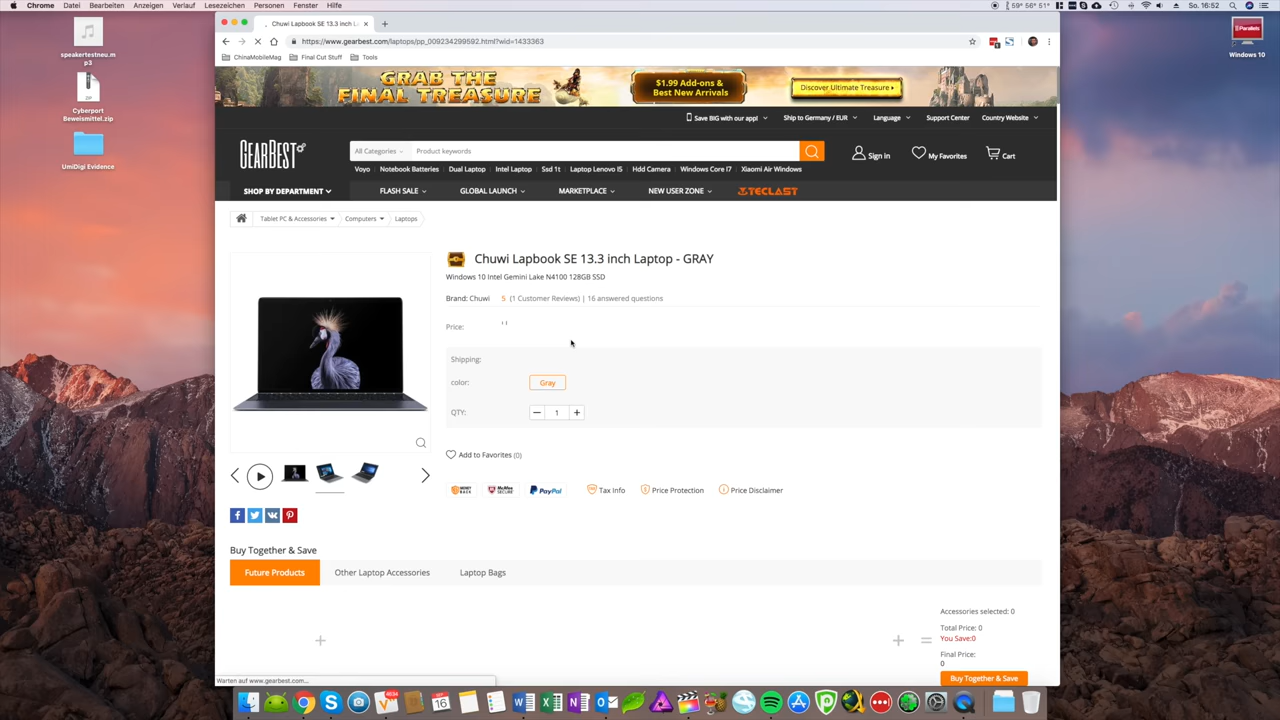 Chrome Datei Bearbeiten Anzeigen Verlauf Lesezeichen Personen Fenster Hilfe
59° 56° 51°
So. 16:52
speakertestneu.m
p3
Cyberport
Beweismittel.zip
UmiDigi Evidence
Windows 10
Chuwi Lapbook SE 13.3 inch L
https://www.gearbest.com/laptops/pp_009234299592.html?wid=1433363
ChinaMobileMag Final Cut Stuff Tools
GRAB THE
FINAL TREASURE
$1.99 Add-ons &
Best New Arrivals
Discover Ultimate Treasure
Save BIG with our app! Ship to Germany / EUR Language Support Center Country Website
GEARBEST
All Categories Product keywords
Sign in My Favorites Cart
Voyo Notebook Batteries Dual Laptop Intel Laptop Ssd 1t Laptop Lenovo I5 Hdd Camera Windows Core I7 Xiaomi Air Windows
SHOP BY DEPARTMENT FLASH SALE GLOBAL LAUNCH MARKETPLACE NEW USER ZONE TECLAST
Tablet PC & Accessories Computers Laptops
Chuwi Lapbook SE 13.3 inch Laptop - GRAY
Windows 10 Intel Gemini Lake N4100 128GB SSD
Brand: Chuwi 5 (1 Customer Reviews) | 16 answered questions
Price:
Shipping:
color: Gray
QTY: 1
Add to Favorites (0)
PayPal Tax Info Price Protection Price Disclaimer
Buy Together & Save
Future Products Other Laptop Accessories Laptop Bags
Accessories selected: 0
Total Price: 0
You Save:0
Final Price:
0
Buy Together & Save
Warten auf www.gearbest.com...